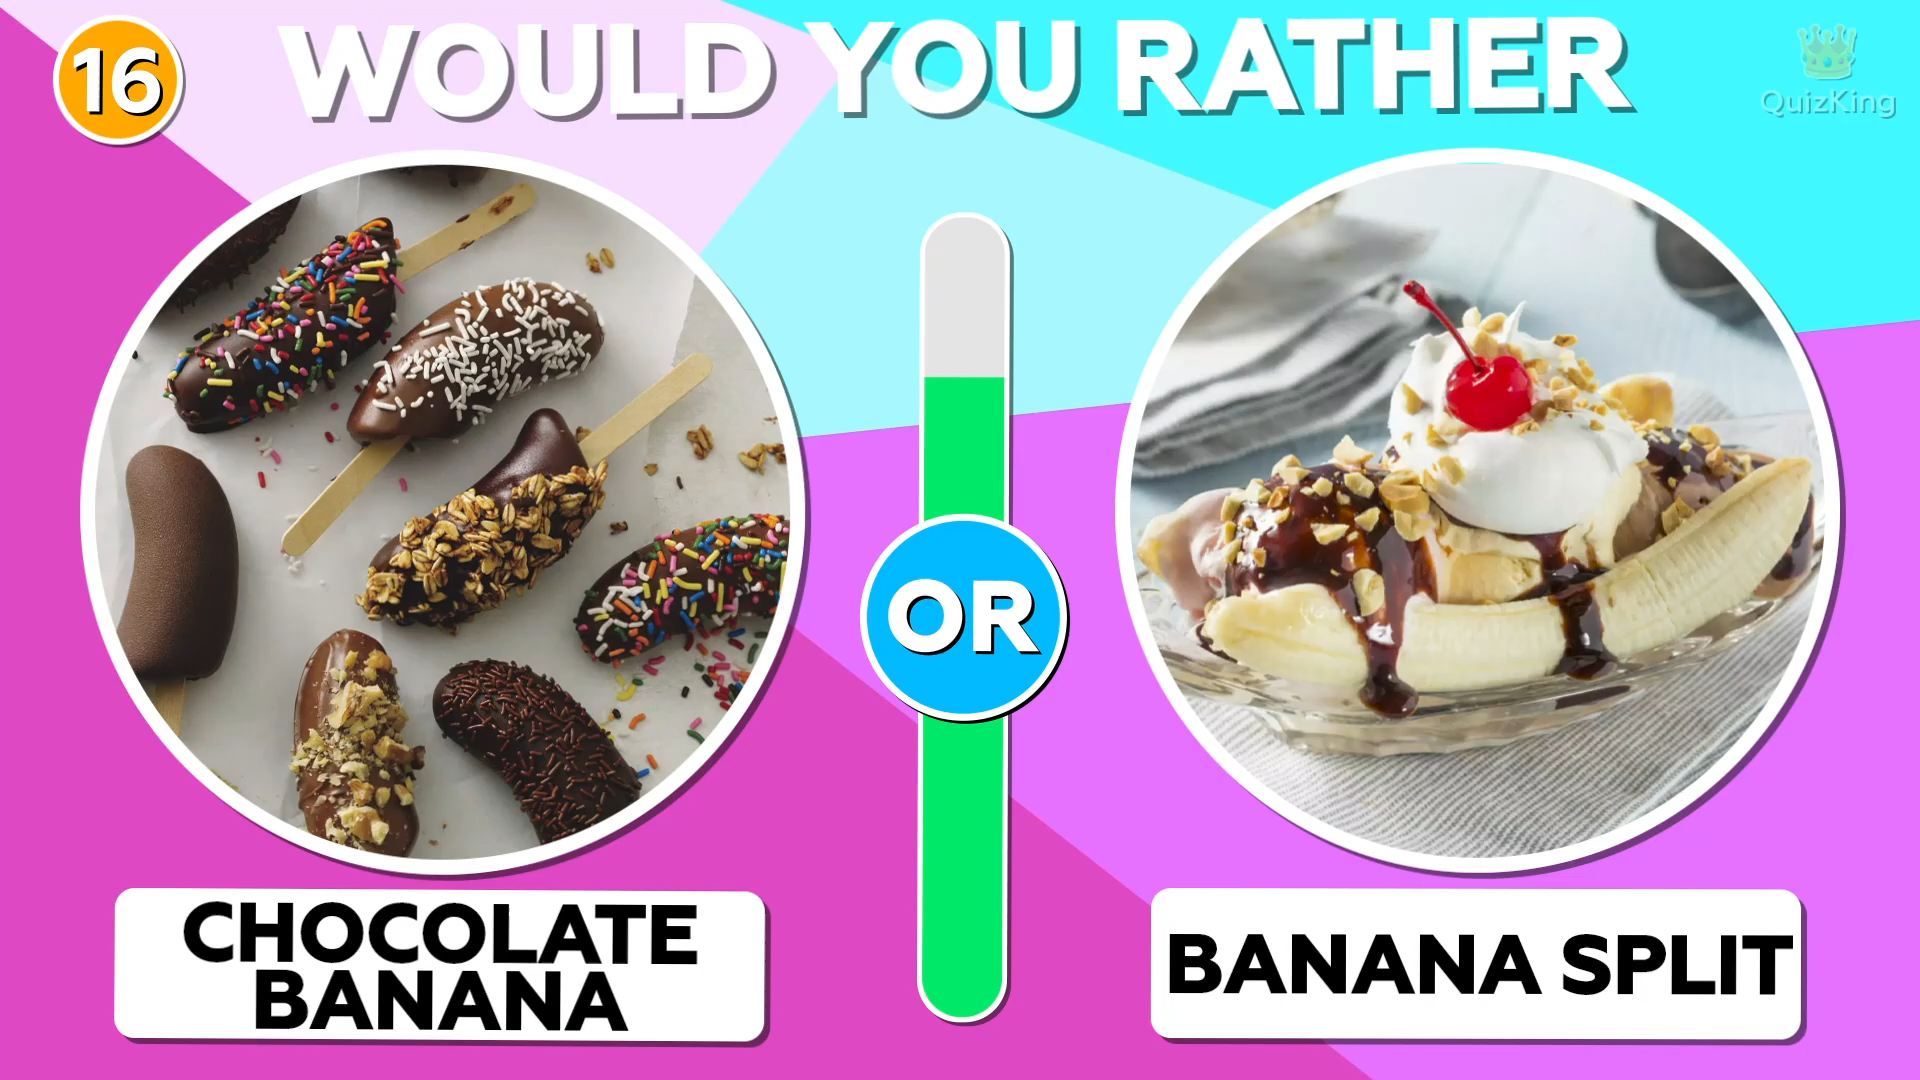 16
WOULD YOU RATHER
QuizKing
OR
CHOCOLATE
BANANA
BANANA SPLIT